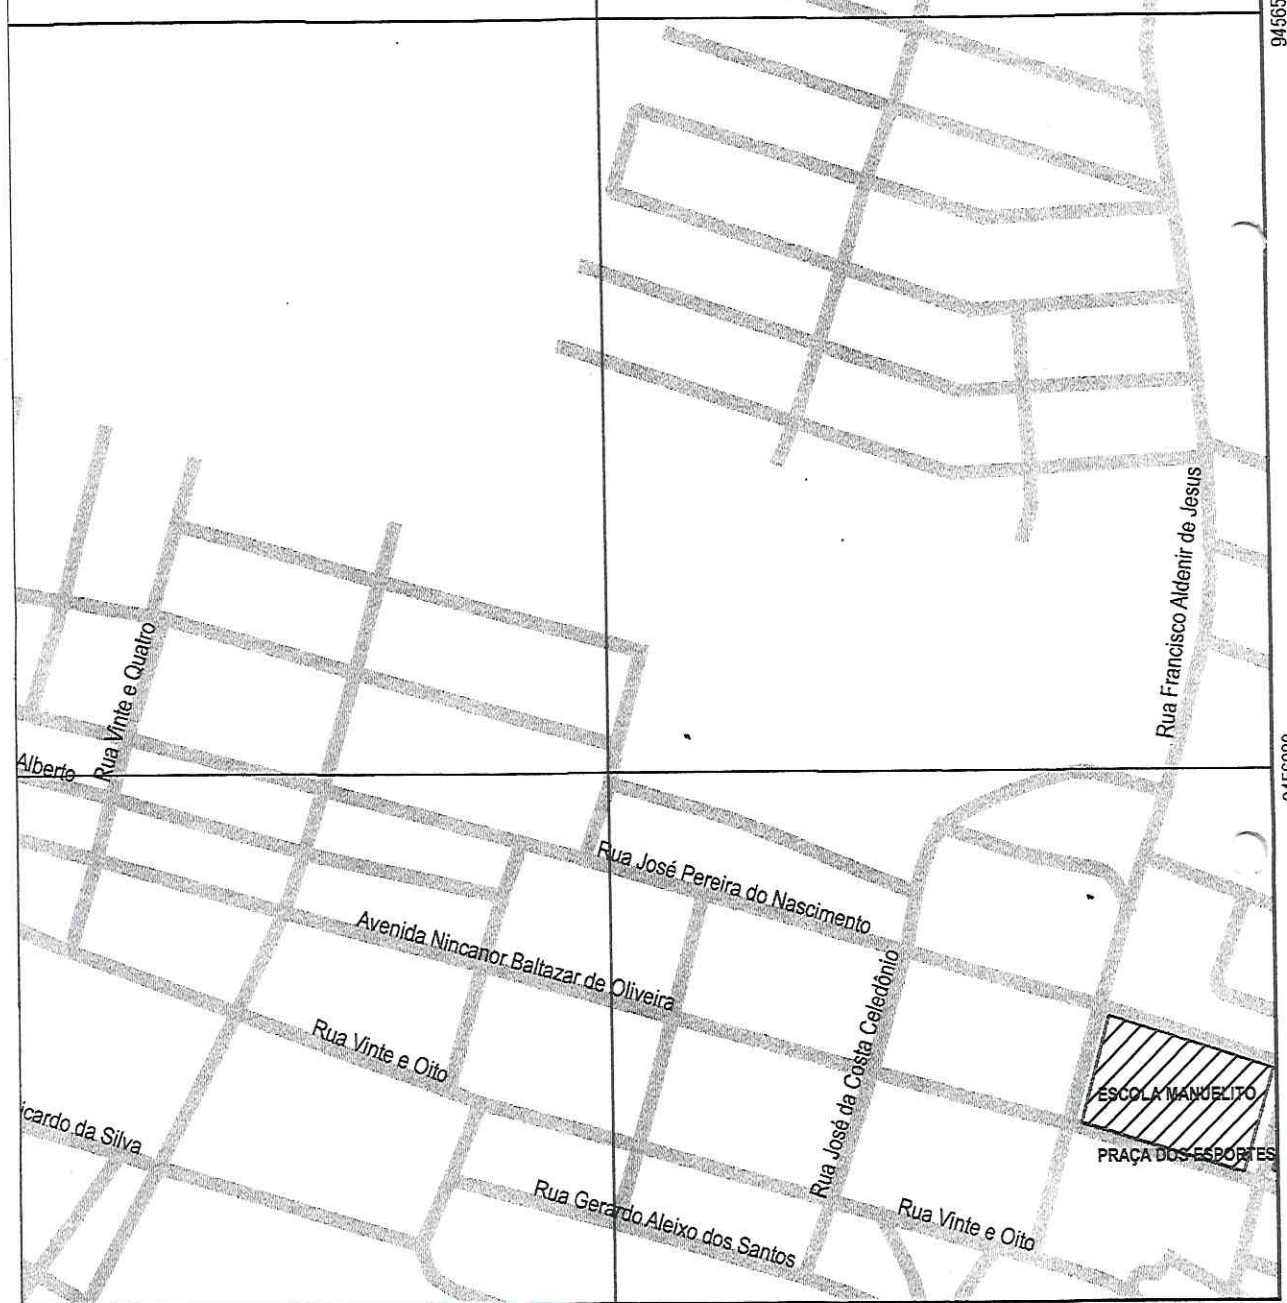 94565
Rua Francisco Aldenir de Jesus
Rua Vinte e Quatro
Alberto
Rua José Pereira do Nascimento
Avenida Nincanor Baltazar de Oliveira
Rua José da Costa Celedônio
Rua Vinte e Oito
ESCOLA MANUELITO
icardo da Silva
PRAÇA DOS ESPORTES
Rua Gerardo Aleixo dos Santos
Rua Vinte e Oito